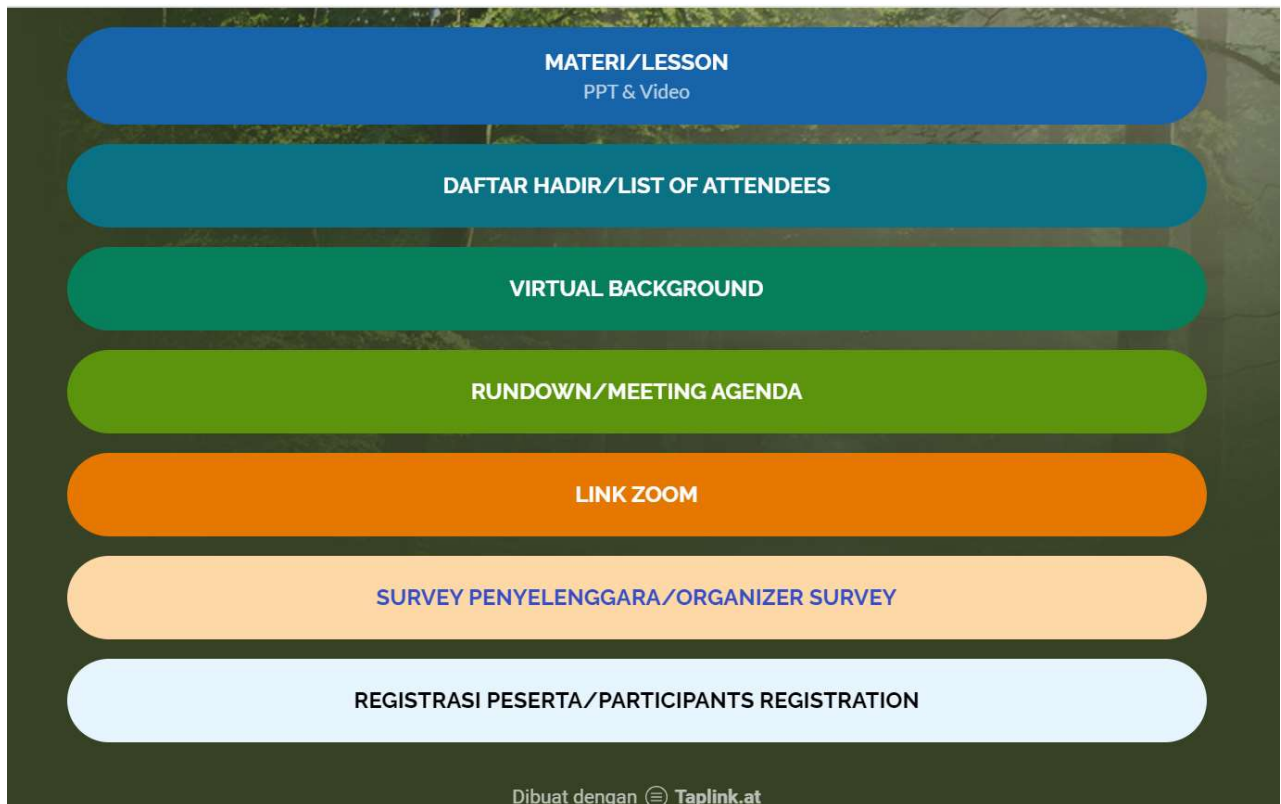 MATERI/LESSON
PPT & Video
DAFTAR HADIR/LIST OF ATTENDEES
VIRTUAL BACKGROUND
RUNDOWN/MEETING AGENDA
LINK ZOOM
SURVEY PENYELENGGARA/ORGANIZER SURVEY
REGISTRASI PESERTA/PARTICIPANTS REGISTRATION
Dibuat dengan Taplink.at